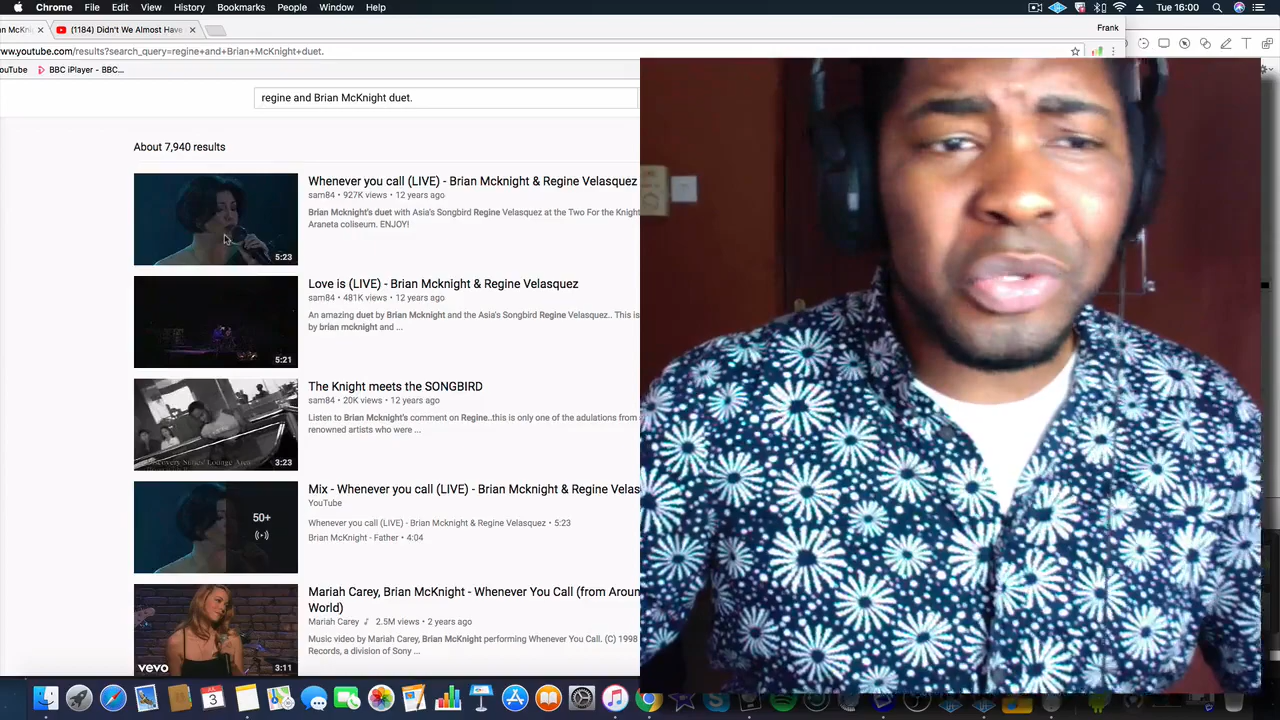 Chrome File Edit View History Bookmarks People Window Help Tue 16:00
an McKni (1184) Didn't We Almost Have Frank
ww.youtube.com/results?search_query=regine+and+Brian+McKnight+duet.
ouTube BBC iPlayer - BBC...
regine and Brian McKnight duet.
About 7,940 results
Whenever you call (LIVE) - Brian Mcknight & Regine Velasquez
sam84 • 927K views • 12 years ago
Brian Mcknight's duet with Asia's Songbird Regine Velasquez at the Two For the Knight
Araneta coliseum. ENJOY!
5:23
Love is (LIVE) - Brian Mcknight & Regine Velasquez
sam84 • 481K views • 12 years ago
An amazing duet by Brian Mcknight and the Asia's Songbird Regine Velasquez.. This is
by brian mcknight and ...
5:21
The Knight meets the SONGBIRD
sam84 • 20K views • 12 years ago
Listen to Brian Mcknight's comment on Regine..this is only one of the adulations from
renowned artists who were ...
Discovery Suites' Lounge Area
3:23
Mix - Whenever you call (LIVE) - Brian Mcknight & Regine Velas
YouTube
50+
Whenever you call (LIVE) - Brian Mcknight & Regine Velasquez • 5:23
Brian McKnight - Father • 4:04
Mariah Carey, Brian McKnight - Whenever You Call (from Aroun
World)
Mariah Carey 2.5M views • 2 years ago
Music video by Mariah Carey, Brian McKnight performing Whenever You Call. (C) 1998
Records, a division of Sony ...
vevo 3:11
3